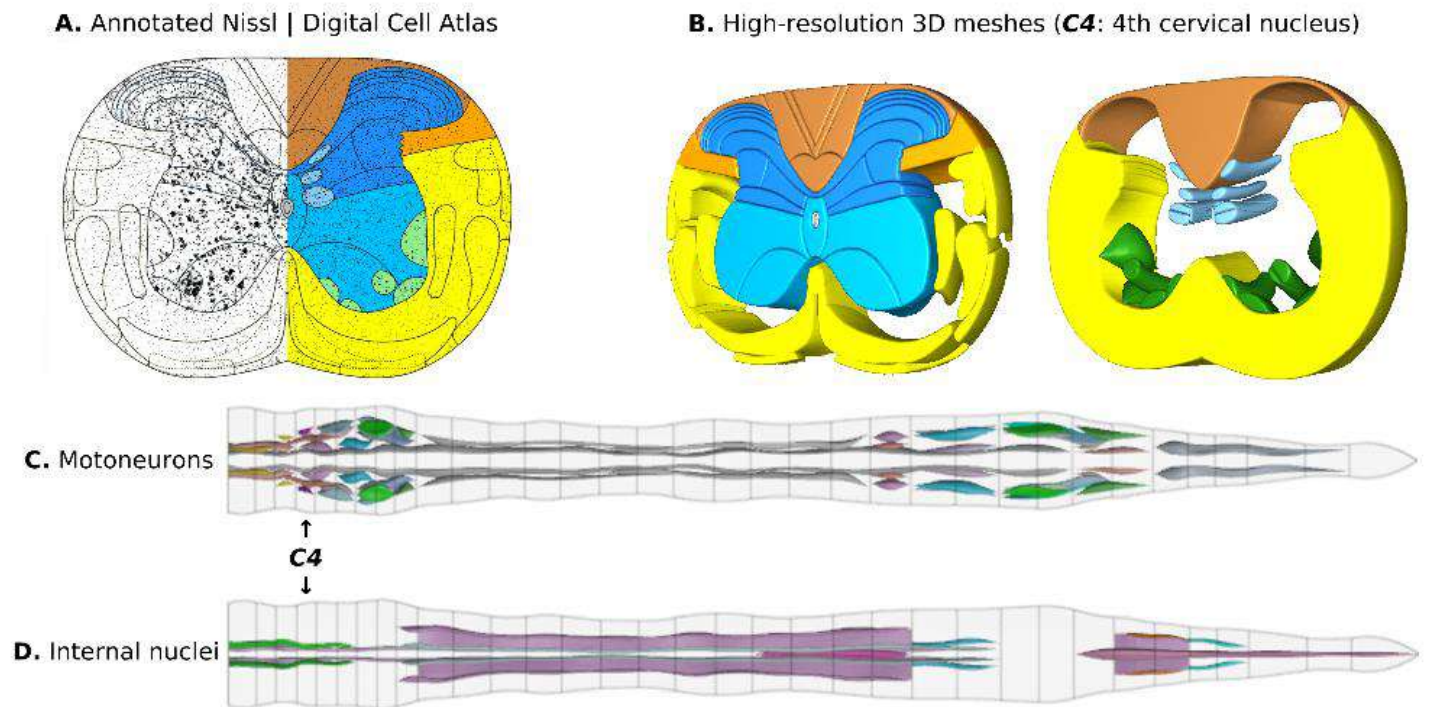 A. Annotated Nissl | Digital Cell Atlas
B. High-resolution 3D meshes (C4: 4th cervical nucleus)
C. Motoneurons
↑
C4
↓
D. Internal nuclei